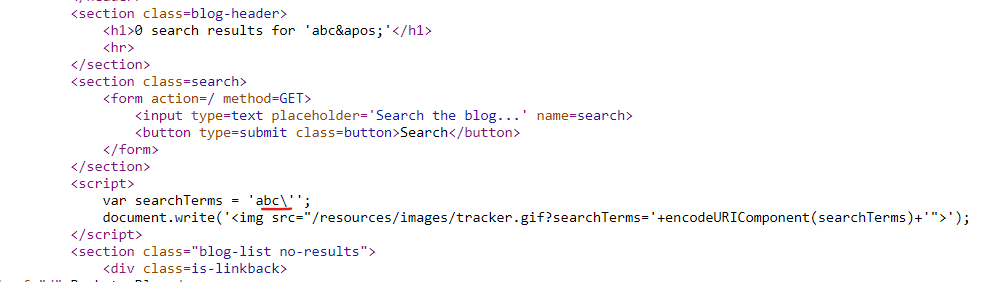 <section class=blog-header>
<h1>0 search results for 'abc&apos;'</h1>
<hr>
</section>
<section class=search>
<form action=/ method=GET>
<input type=text placeholder='Search the blog...' name=search>
<button type=submit class=button>Search</button>
</form>
</section>
<script>
var searchTerms = 'abc\'';
document.write('<img src="/resources/images/tracker.gif?searchTerms='+encodeURIComponent(searchTerms)+'">');
</script>
<section class="blog-list no-results">
<div class=is-linkback>